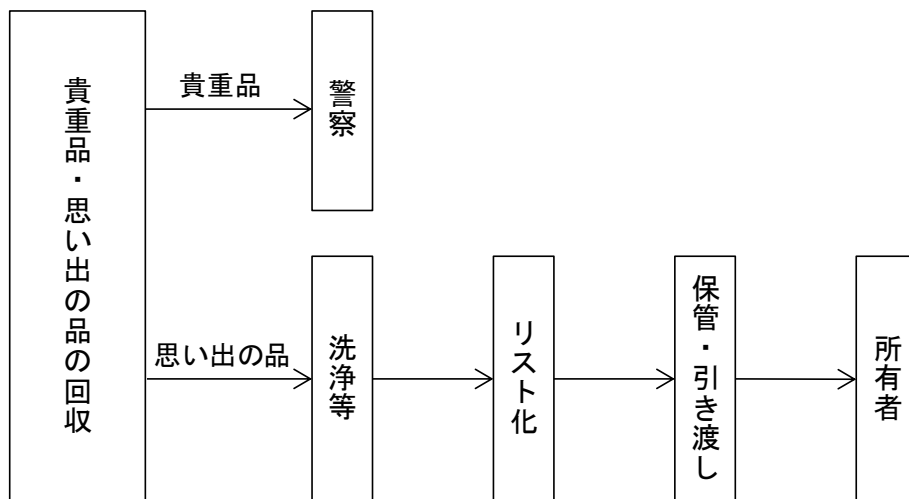 貴重品・思い出の品の回収
貴重品
警察
思い出の品
洗浄等
リスト化
保管・引き渡し
所有者